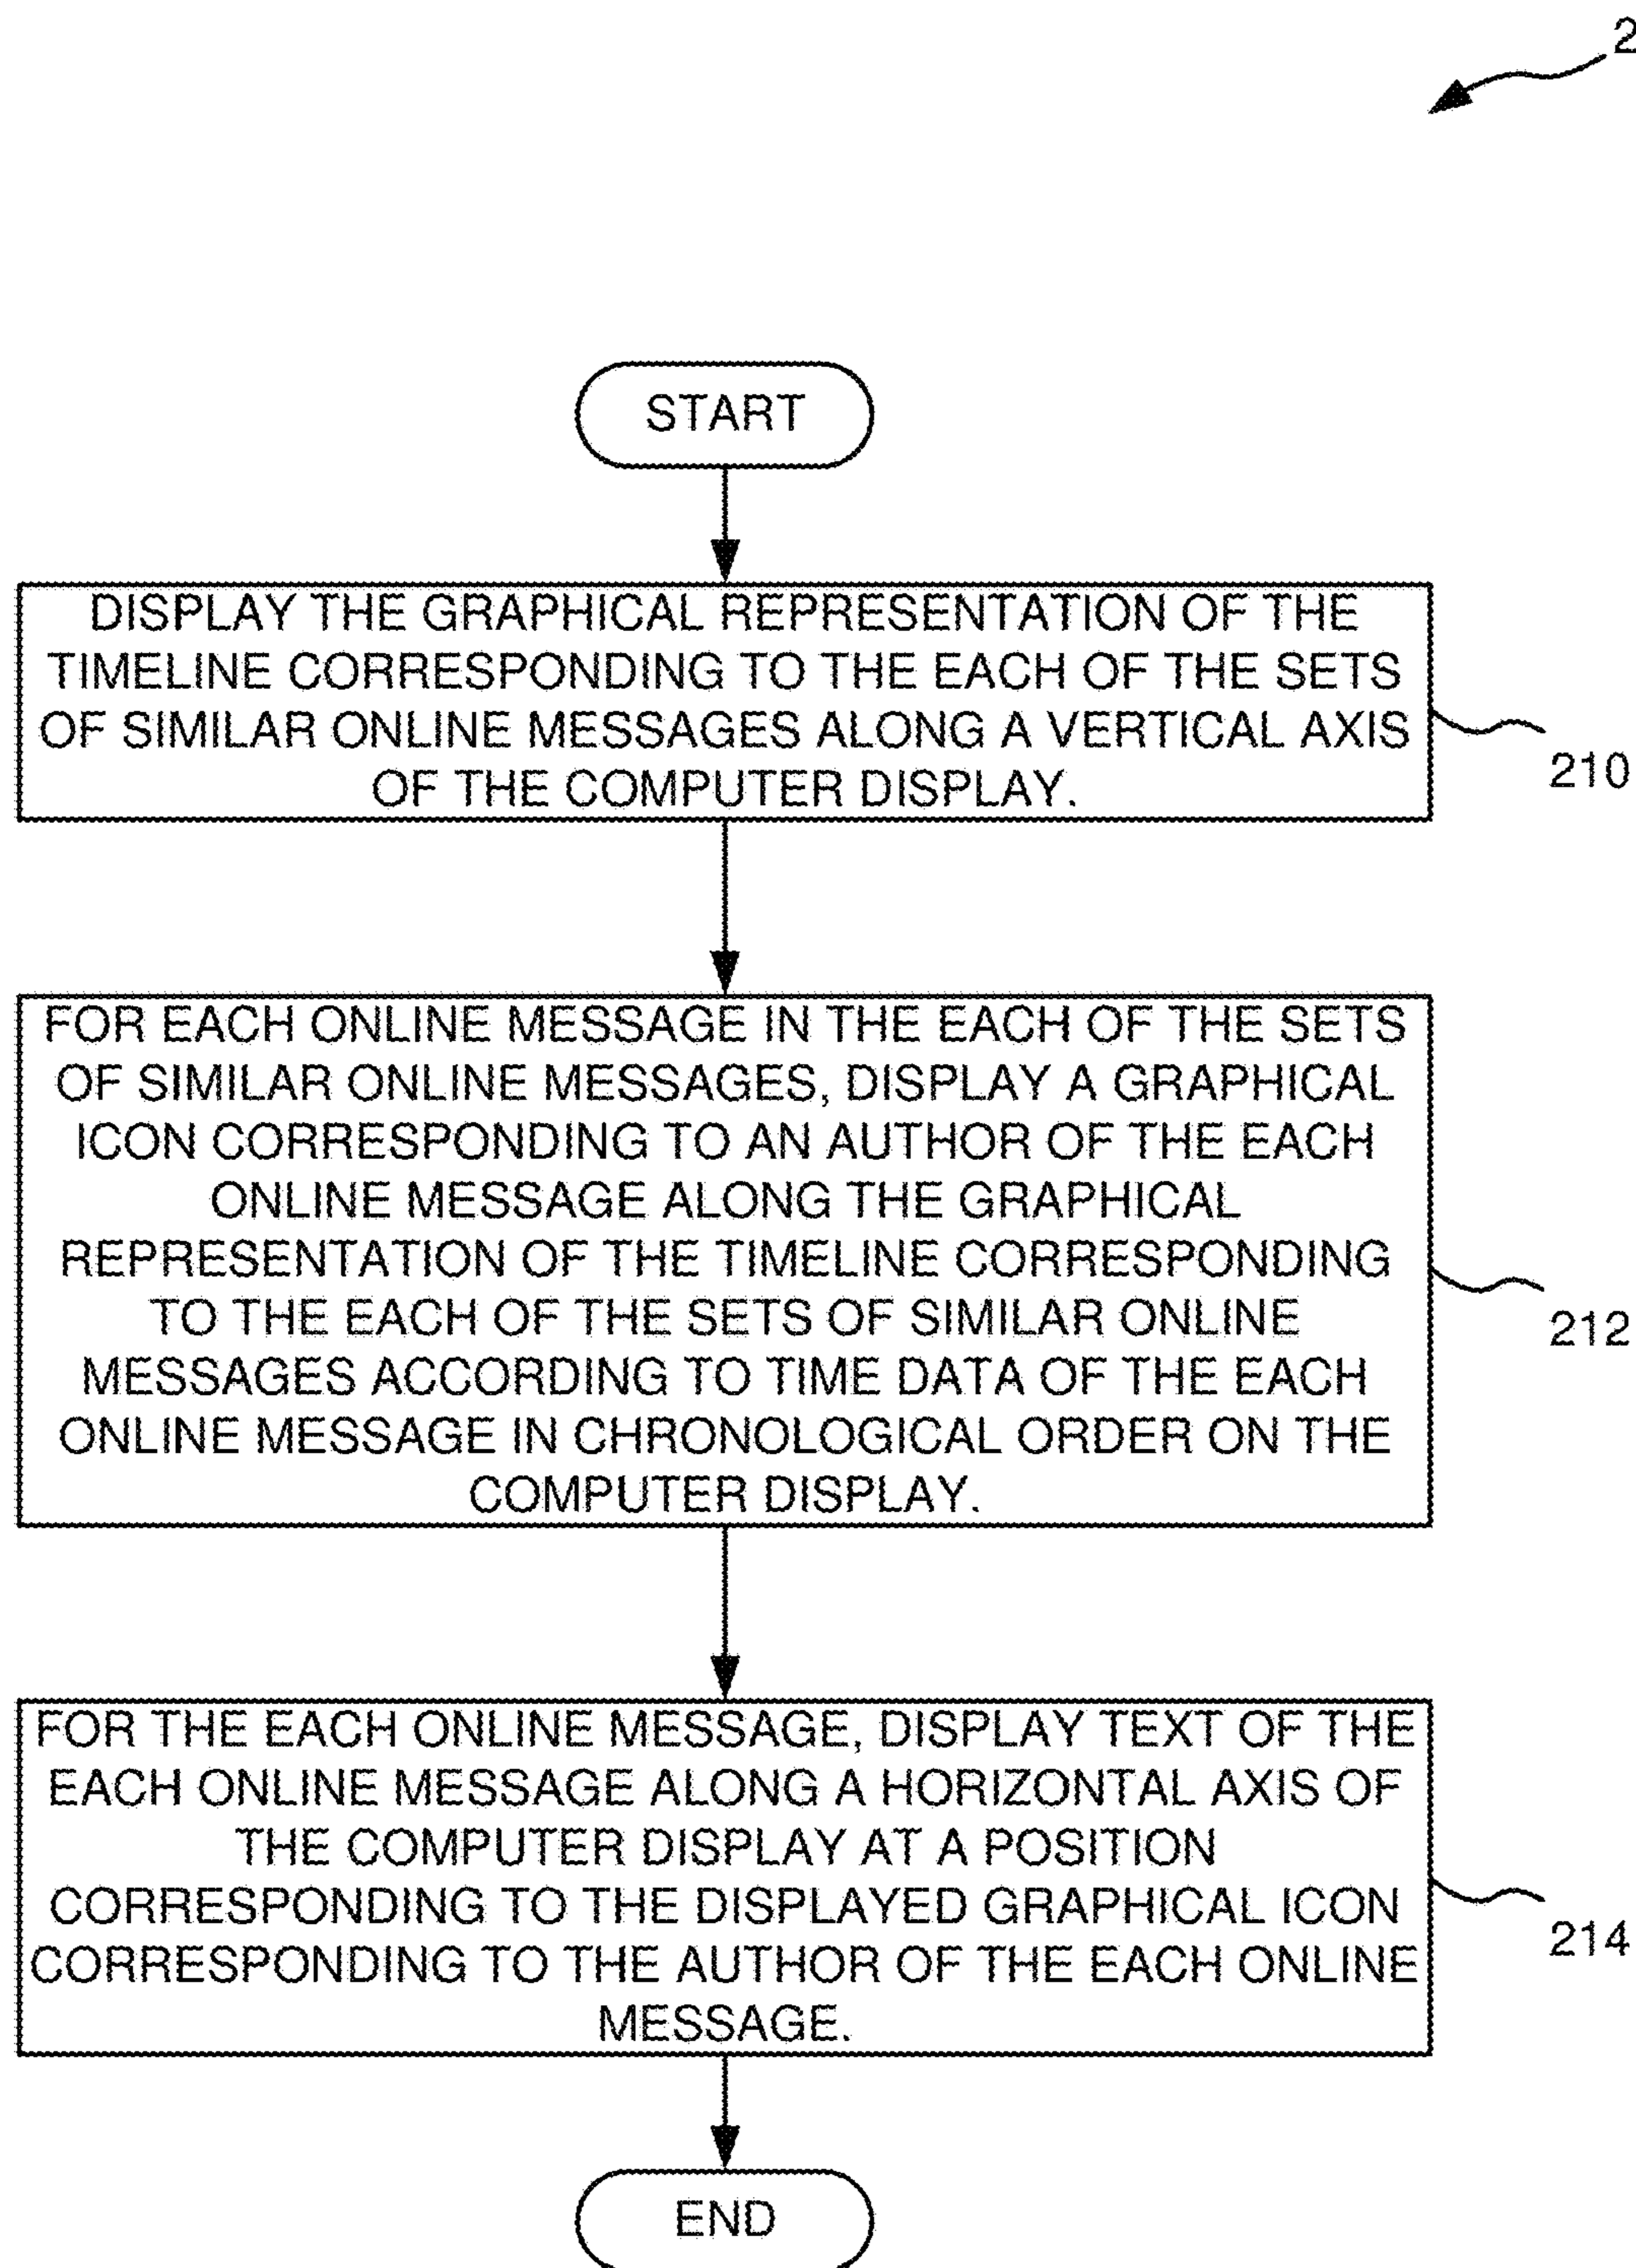 2
START
DISPLAY THE GRAPHICAL REPRESENTATION OF THE
TIMELINE CORRESPONDING TO THE EACH OF THE SETS
OF SIMILAR ONLINE MESSAGES ALONG A VERTICAL AXIS
OF THE COMPUTER DISPLAY.
210
FOR EACH ONLINE MESSAGE IN THE EACH OF THE SETS
OF SIMILAR ONLINE MESSAGES, DISPLAY A GRAPHICAL
ICON CORRESPONDING TO AN AUTHOR OF THE EACH
ONLINE MESSAGE ALONG THE GRAPHICAL
REPRESENTATION OF THE TIMELINE CORRESPONDING
TO THE EACH OF THE SETS OF SIMILAR ONLINE
MESSAGES ACCORDING TO TIME DATA OF THE EACH
ONLINE MESSAGE IN CHRONOLOGICAL ORDER ON THE
COMPUTER DISPLAY.
212
FOR THE EACH ONLINE MESSAGE, DISPLAY TEXT OF THE
EACH ONLINE MESSAGE ALONG A HORIZONTAL AXIS OF
THE COMPUTER DISPLAY AT A POSITION
CORRESPONDING TO THE DISPLAYED GRAPHICAL ICON
CORRESPONDING TO THE AUTHOR OF THE EACH ONLINE
MESSAGE.
214
END